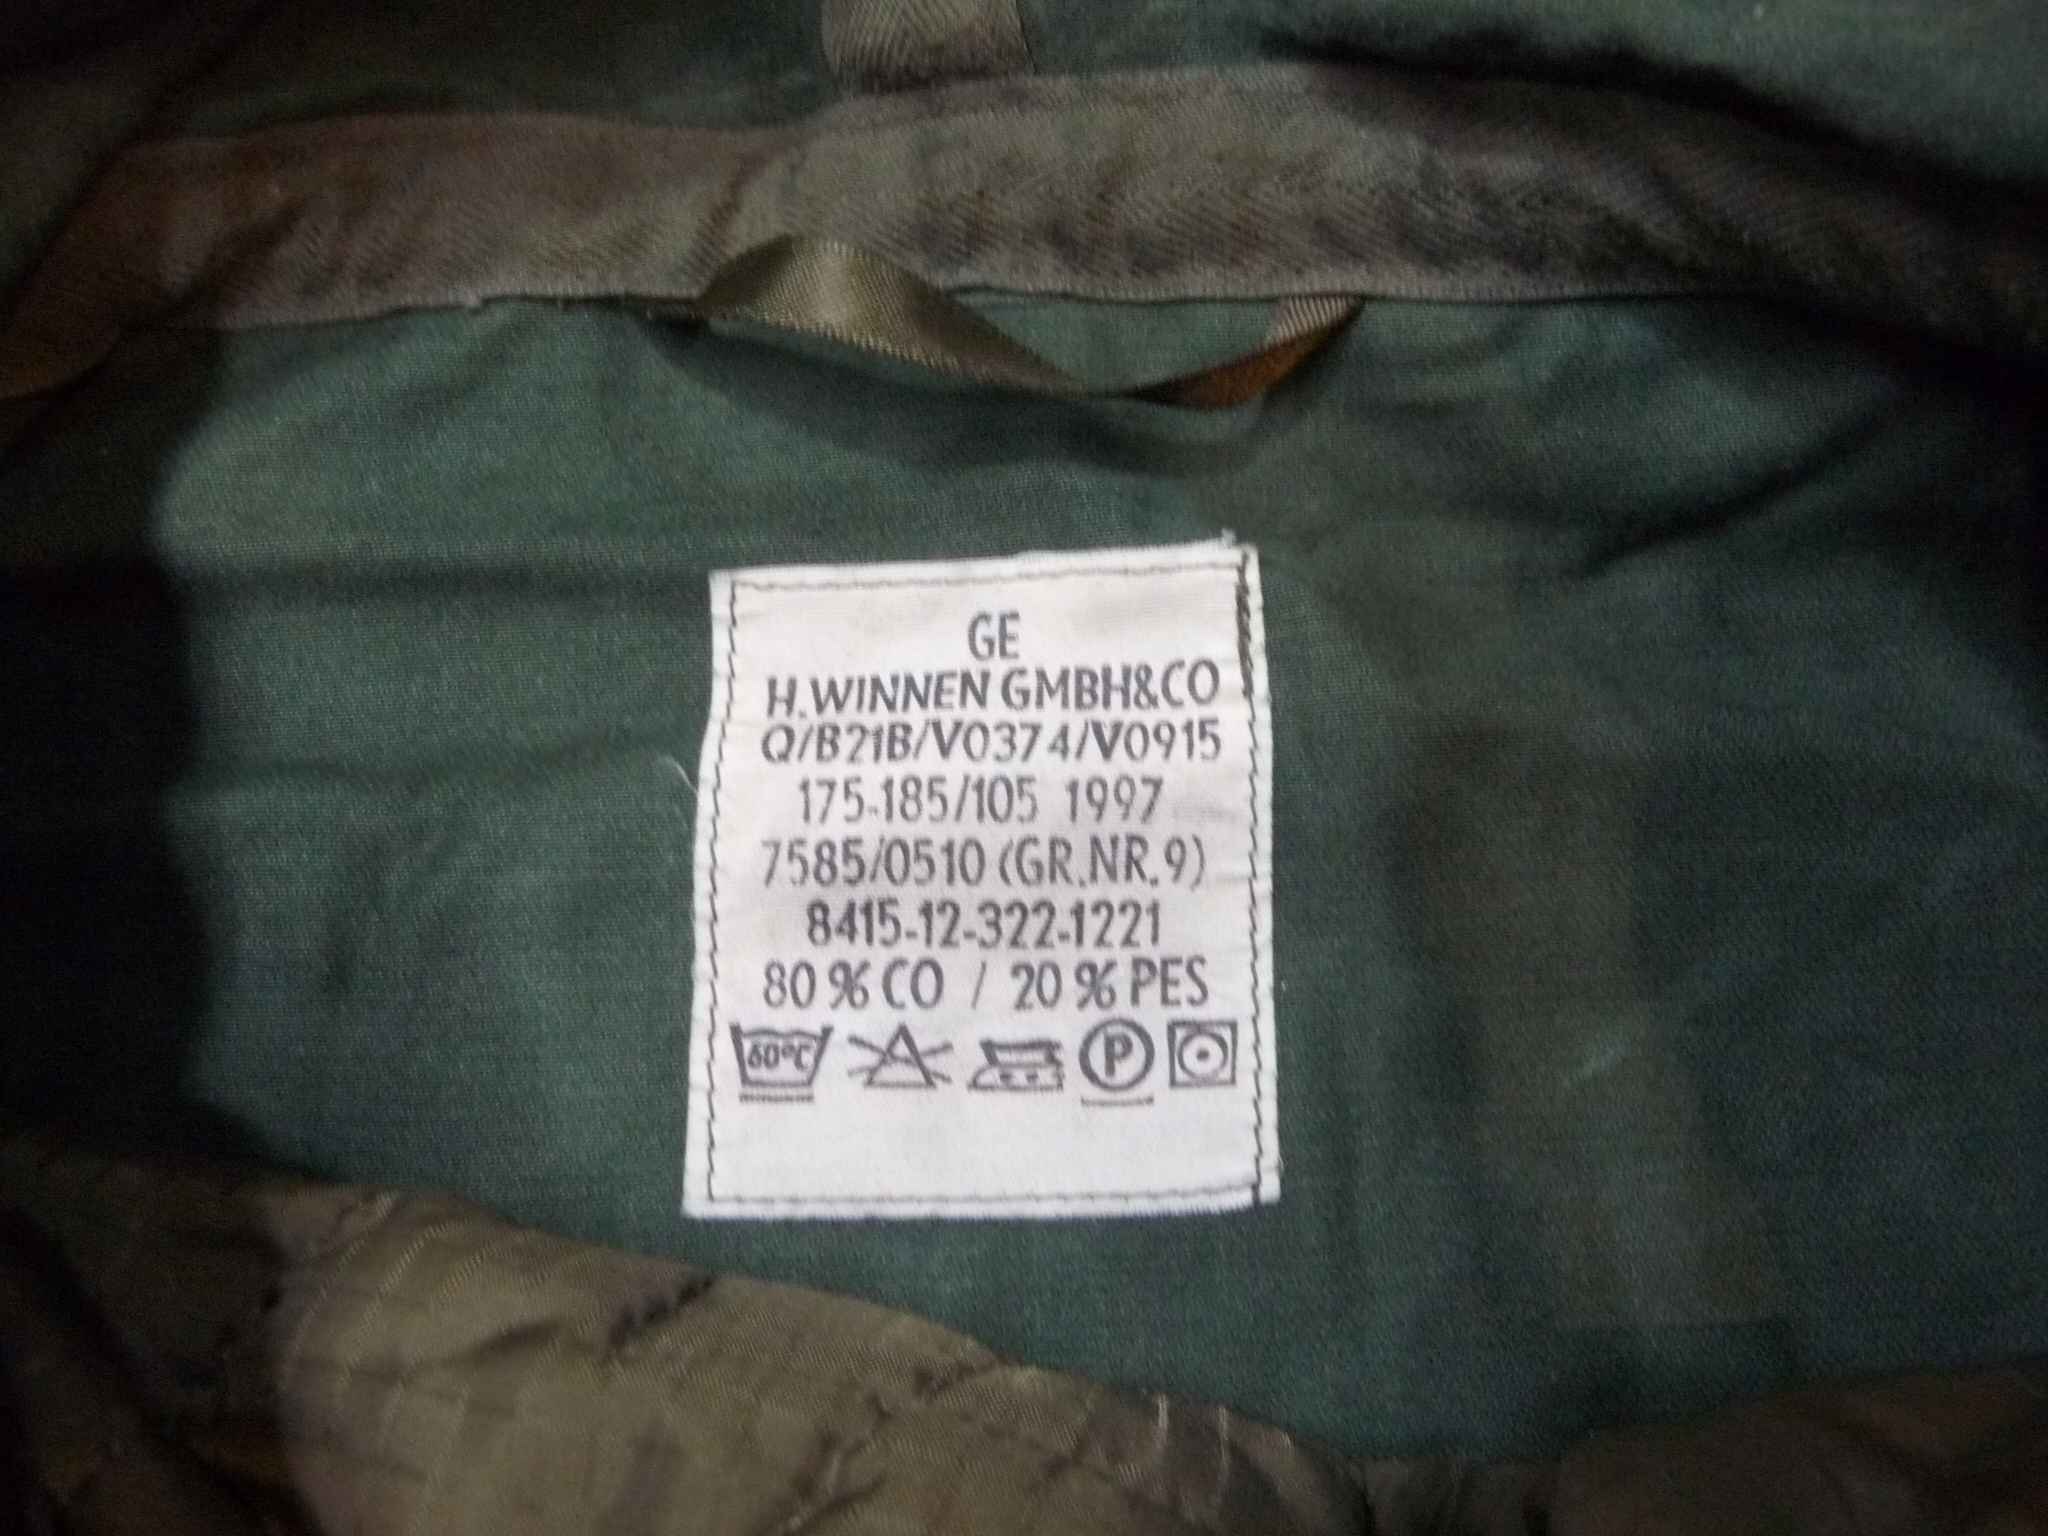 GE
H.WINNEN GMBH&CO
Q/B21B/V0374/V0915
175-185/105 1997
7585/0510 (GR.NR.9)
8415-12-322-1221
80 % CO / 20 % PES
60°C P